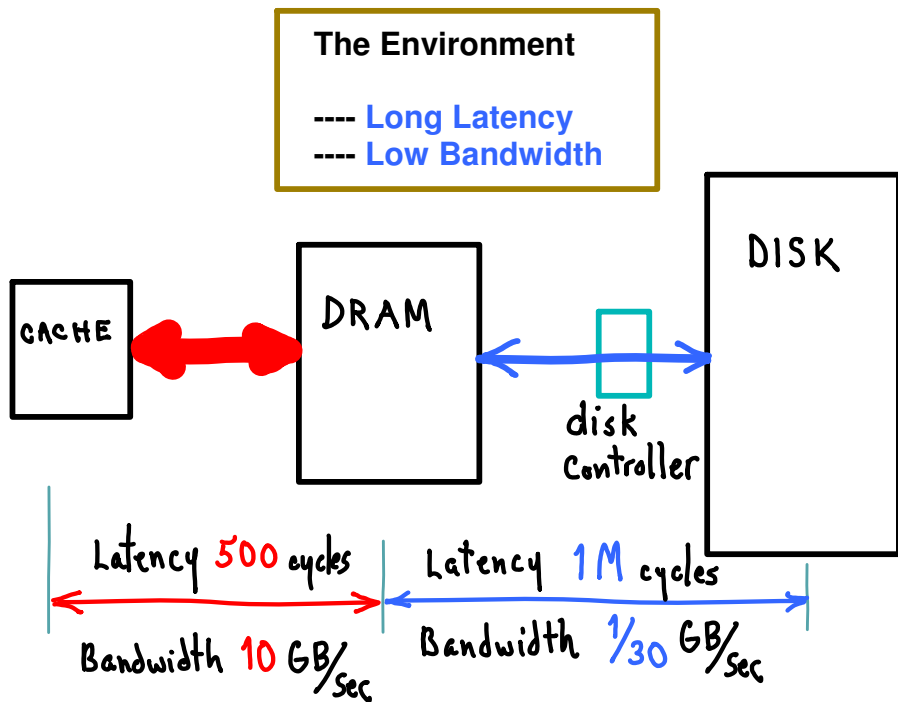 The Environment
---- Long Latency
---- Low Bandwidth
DISK
DRAM
CACHE
disk
controller
Latency 500 cycles
Latency 1M cycles
Bandwidth 10 GB/sec
Bandwidth 1/30 GB/sec